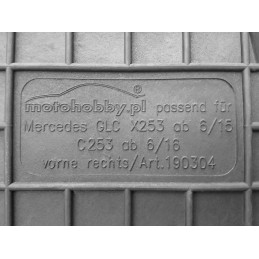 ®
motohobby.pl passend für
Mercedes GLC X253 ab 6/15
C253 ab 6/16
vorne rechts/Art.190304